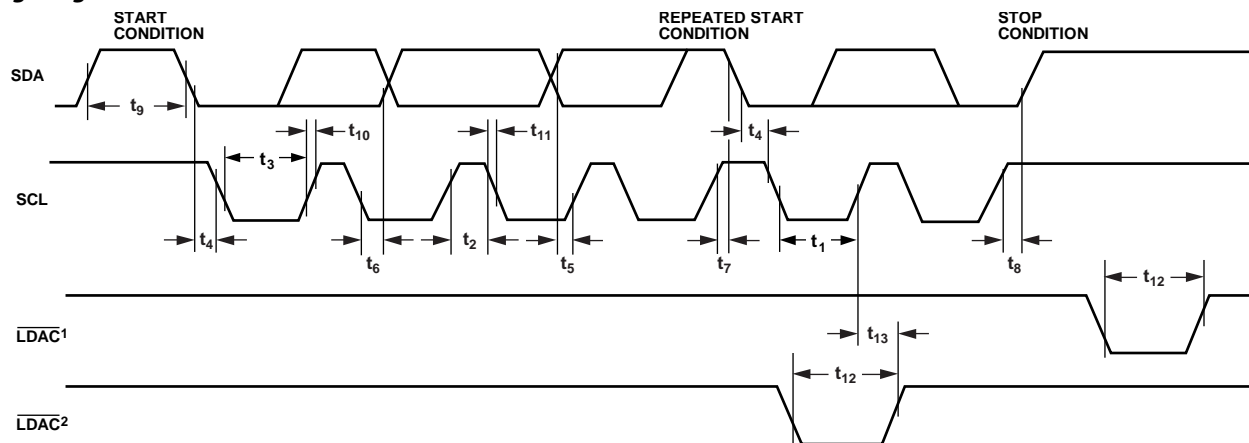 START
CONDITION
REPEATED START
CONDITION
STOP
CONDITION
SDA
t9
t10
t11
t4
t3
SCL
t4
t6
t2
t5
t7
t1
t8
t12
LDAC1
t13
t12
LDAC2